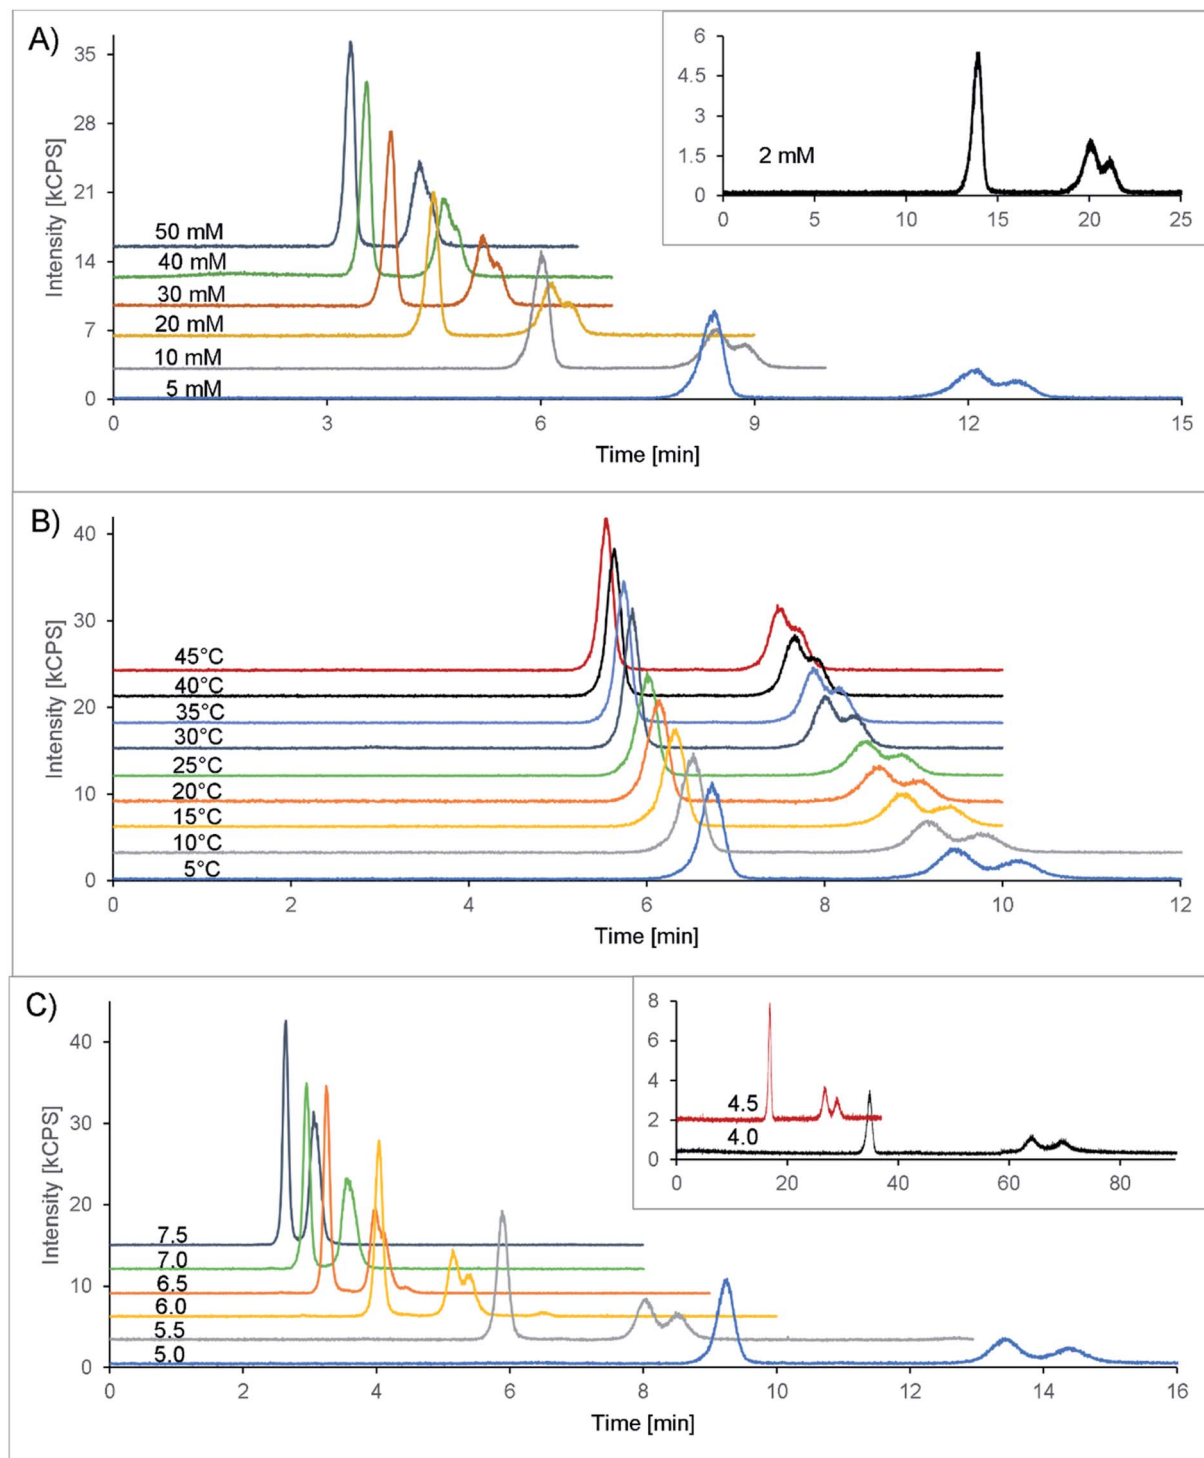 A)
Intensity [kCPS]
35
28
21
14
7
0
50 mM
40 mM
30 mM
20 mM
10 mM
5 mM
0 3 6 9 12 15
Time [min]
6
4.5
3
1.5
0
2 mM
0 5 10 15 20 25
B)
Intensity [kCPS]
40
30
20
10
0
45°C
40°C
35°C
30°C
25°C
20°C
15°C
10°C
5°C
0 2 4 6 8 10 12
Time [min]
C)
Intensity [kCPS]
40
30
20
10
0
7.5
7.0
6.5
6.0
5.5
5.0
0 2 4 6 8 10 12 14 16
Time [min]
8
6
4
2
0
4.5
4.0
0 20 40 60 80